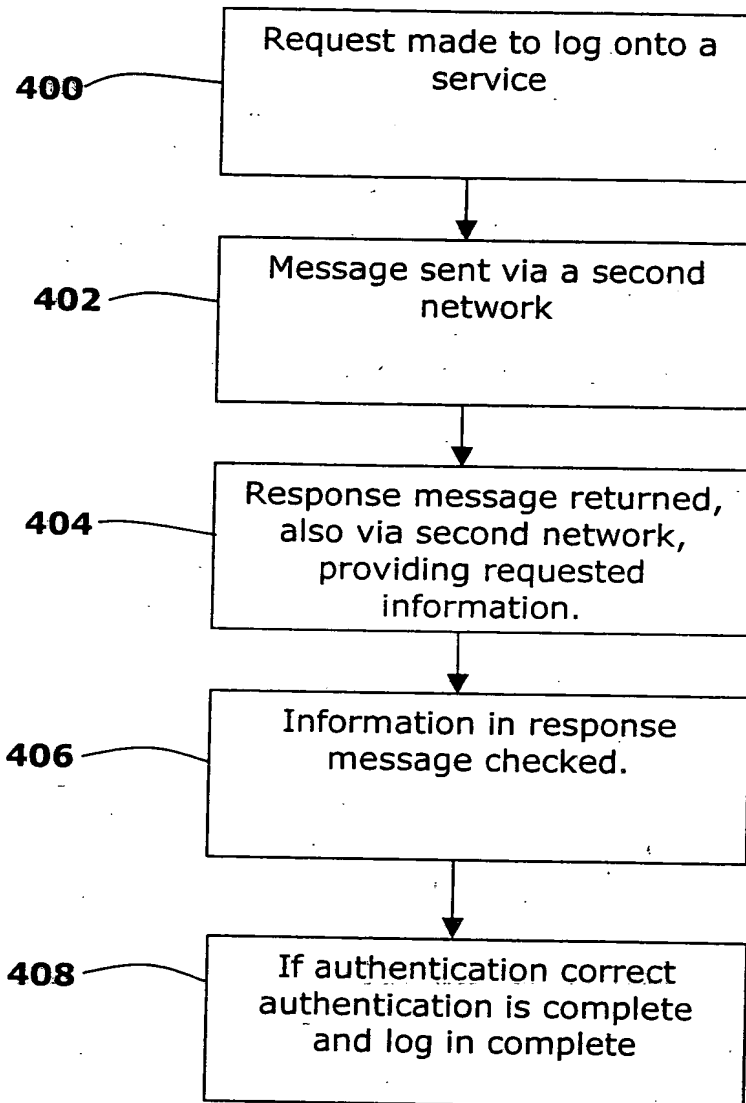 Request made to log onto a
service
400
Message sent via a second
network
402
Response message returned,
also via second network,
providing requested
information.
404
Information in response
message checked.
406
If authentication correct
authentication is complete
and log in complete
408